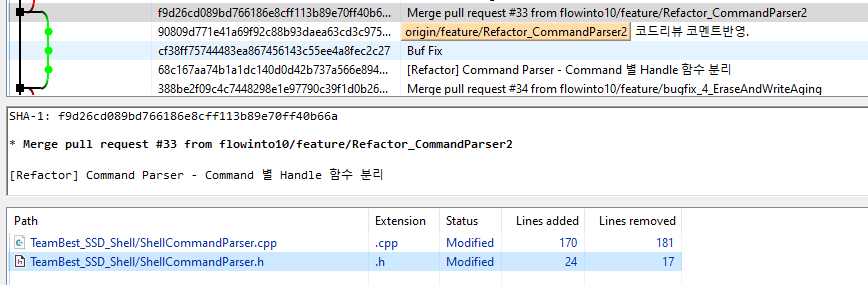 f9d26cd089bd766186e8cff113b89e70ff40b6... Merge pull request #33 from flowinto10/feature/Refactor_CommandParser2
90809d771e41a69f92c88b93daea63cd3c975... origin/feature/Refactor_CommandParser2 코드리뷰 코멘트반영.
cf38ff75744483ea867456143c55ee4a8fec2c27 Buf Fix
68c167aa74b1a1dc140d0d42b737a566e894... [Refactor] Command Parser - Command 별 Handle 함수 분리
388be2f09c4c7448298e1e97790c39f1d0b26... Merge pull request #34 from flowinto10/feature/bugfix_4_EraseAndWriteAging
SHA-1: f9d26cd089bd766186e8cff113b89e70ff40b66a
* Merge pull request #33 from flowinto10/feature/Refactor_CommandParser2
[Refactor] Command Parser - Command 별 Handle 함수 분리
Path Extension Status Lines added Lines removed
TeamBest_SSD_Shell/ShellCommandParser.cpp .cpp Modified 170 181
TeamBest_SSD_Shell/ShellCommandParser.h .h Modified 24 17